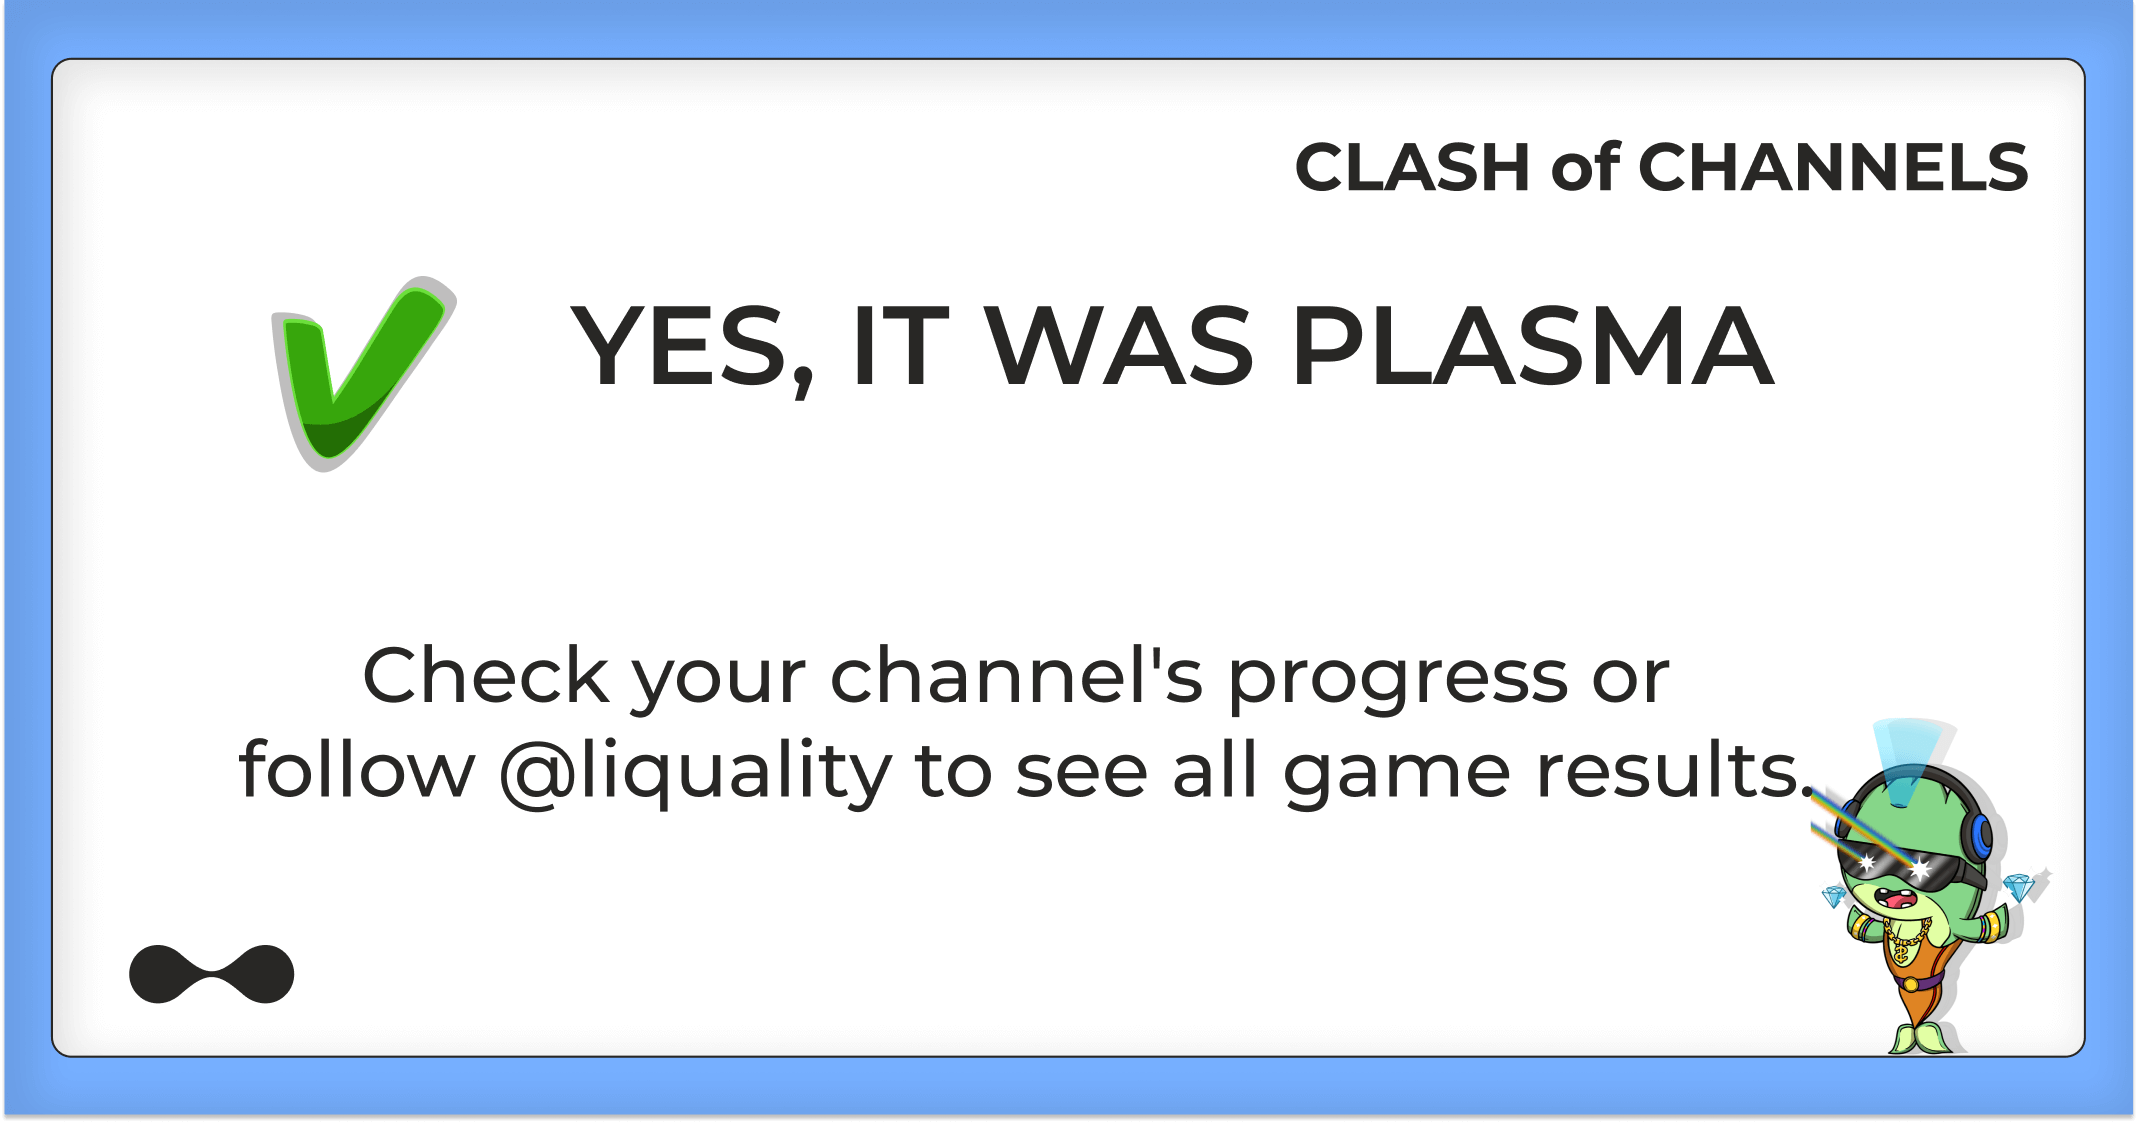 CLASH of CHANNELS
YES, IT WAS PLASMA
Check your channel's progress or
follow @liquality to see all game results.